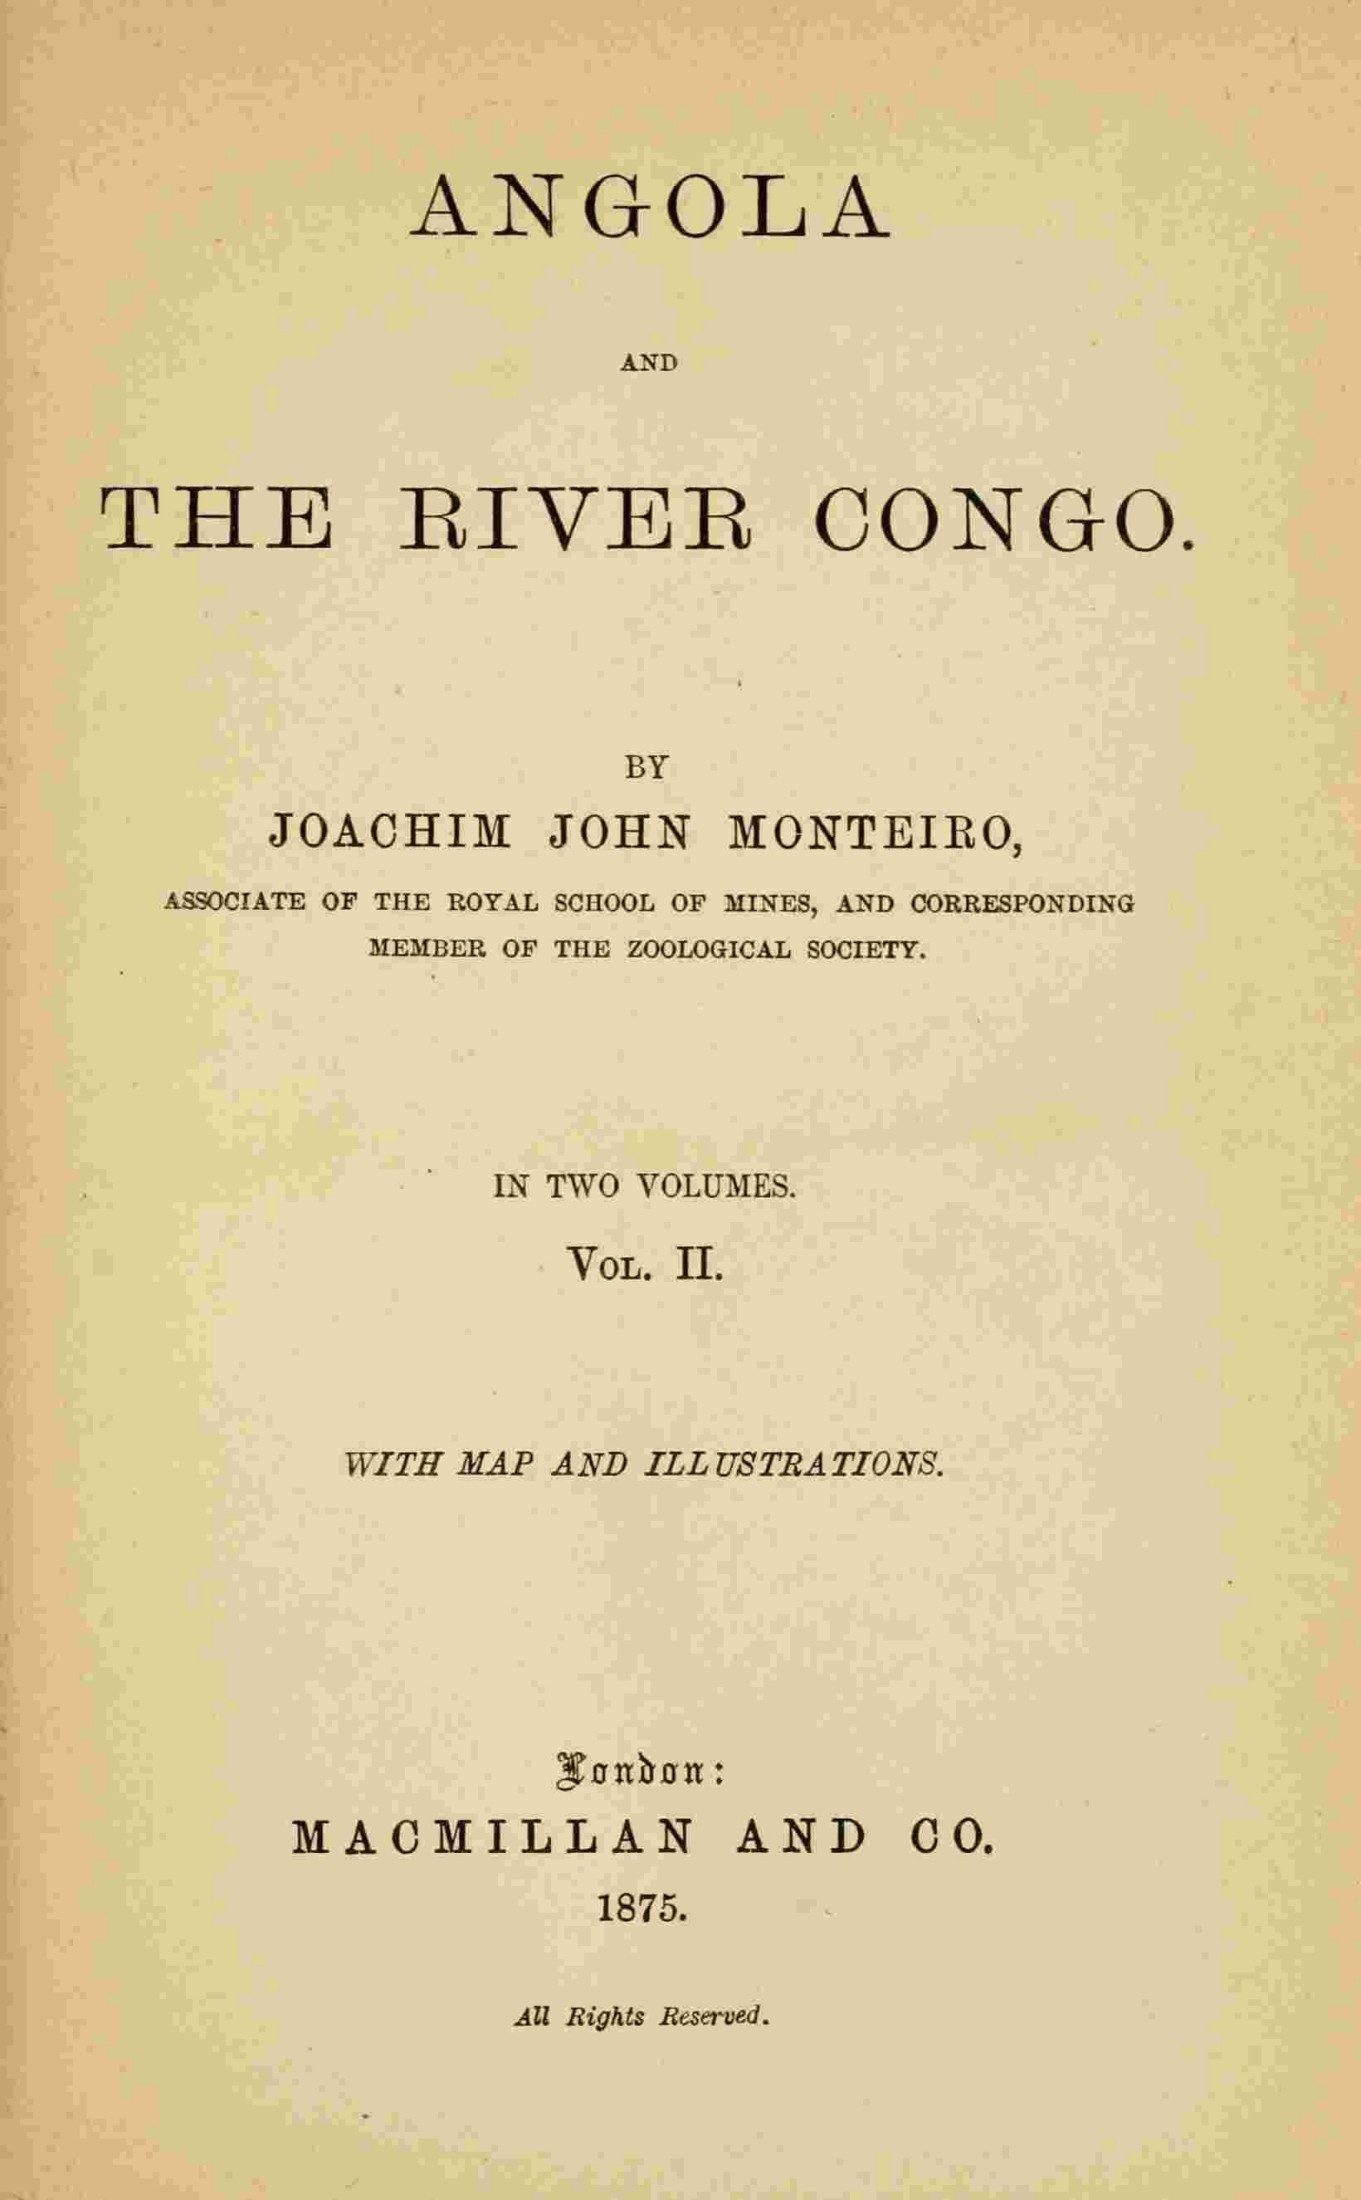 ANGOLA
AND
THE RIVER CONGO.
BY
JOACHIM JOHN MONTEIRO,
ASSOCIATE OF THE ROYAL SCHOOL OF MINES, AND CORRESPONDING
MEMBER OF THE ZOOLOGICAL SOCIETY.
IN TWO VOLUMES.
VOL. II.
WITH MAP AND ILLUSTRATIONS.
London:
MACMILLAN AND CO.
1875.
All Rights Reserved.